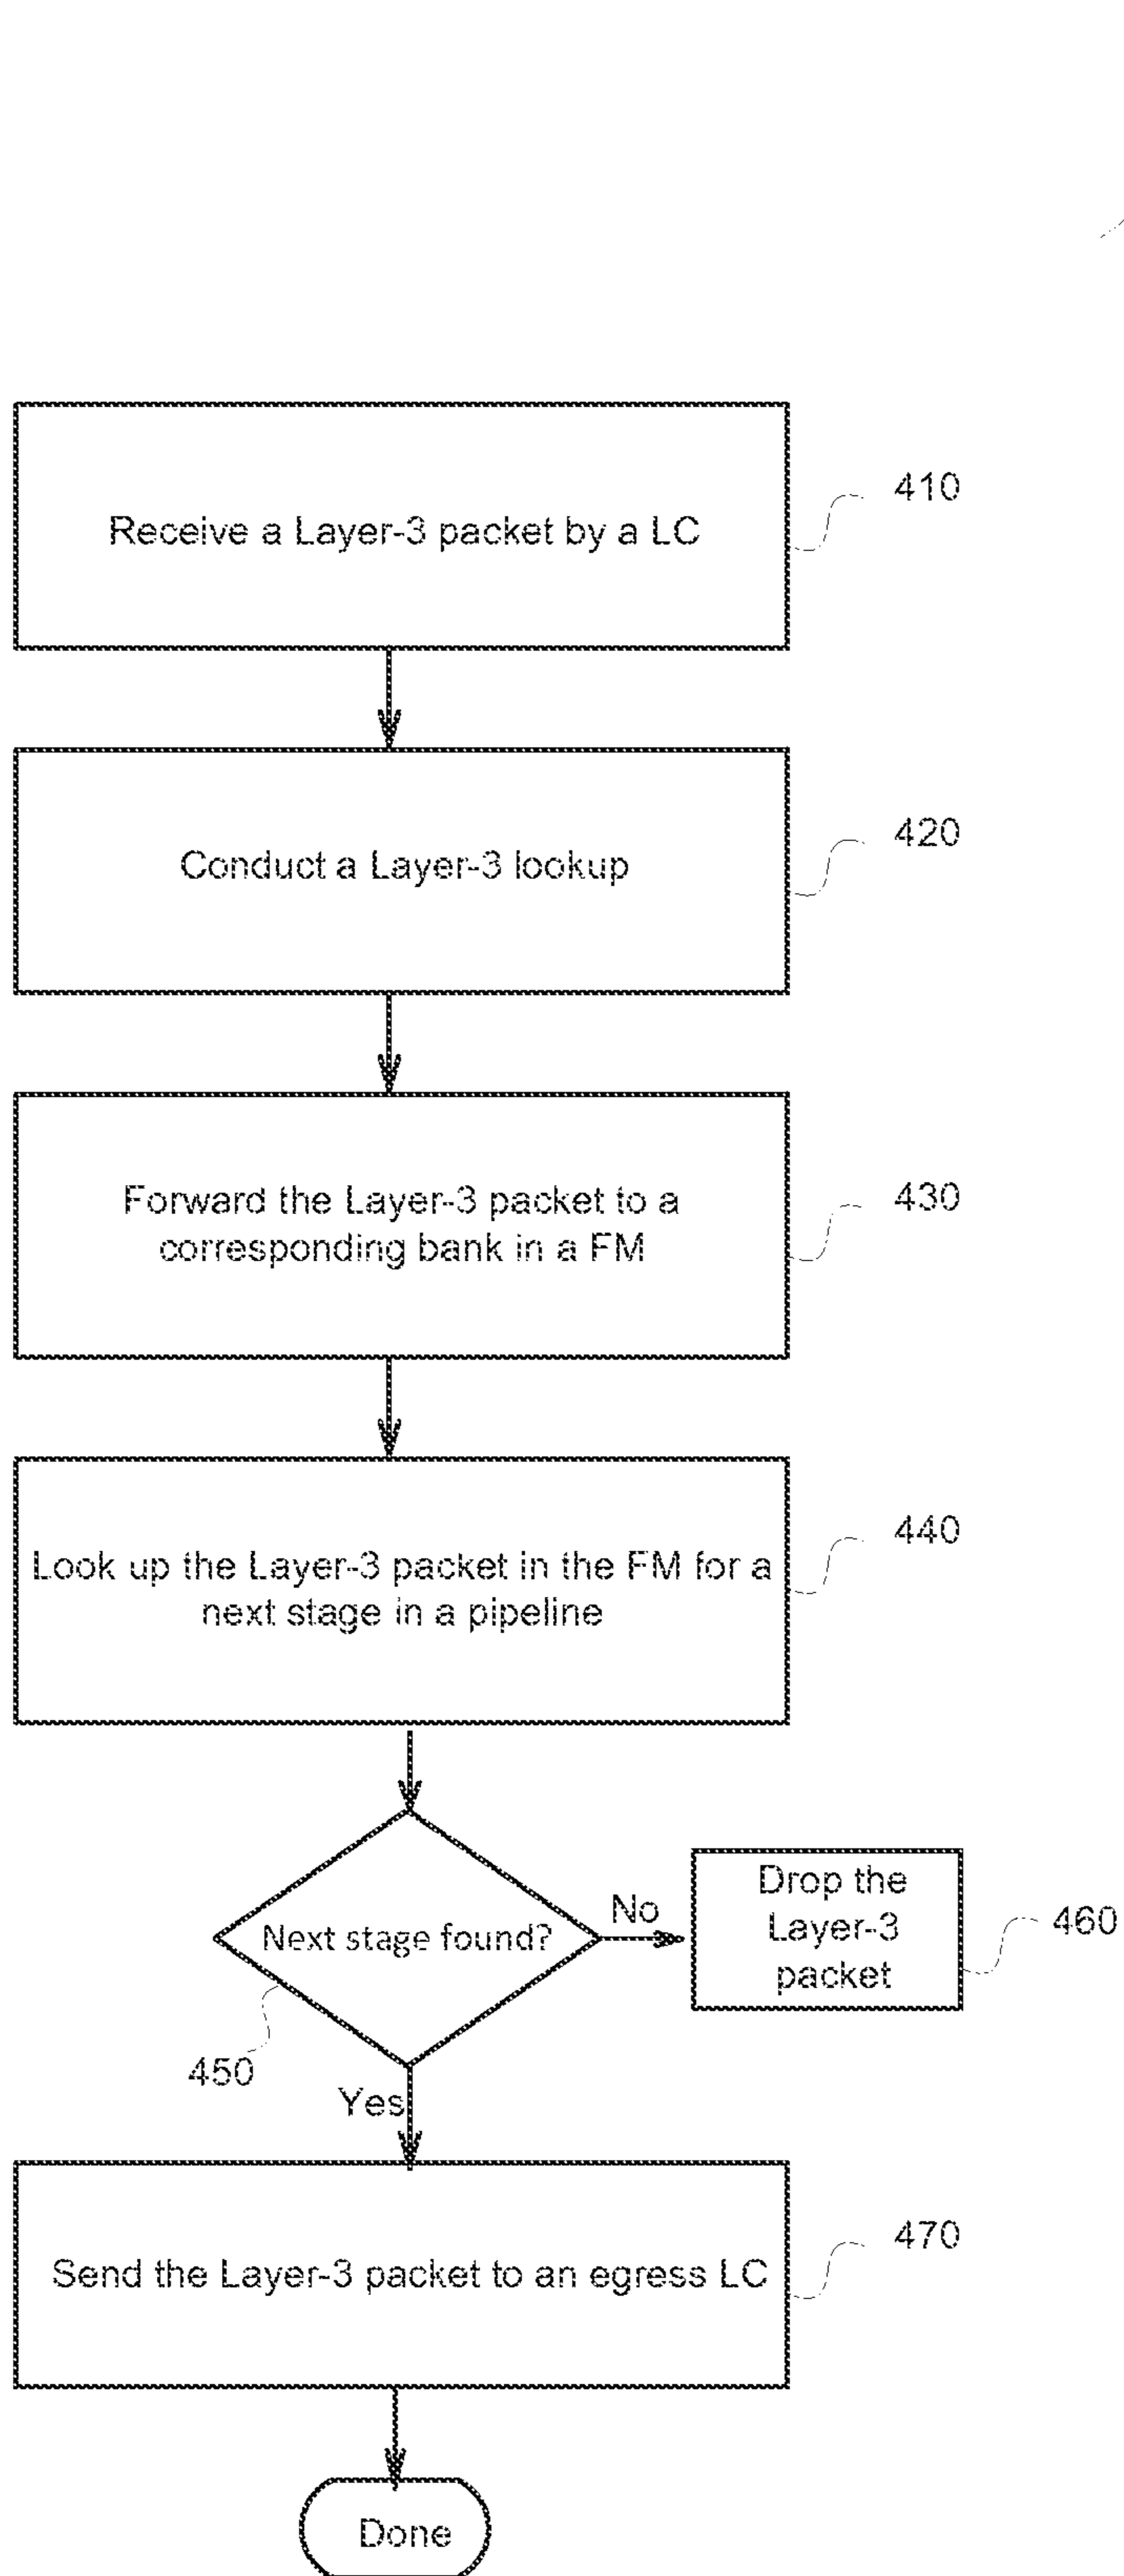 Receive a Layer-3 packet by a LC
410
Conduct a Layer-3 lookup
420
Forward the Layer-3 packet to a
corresponding bank in a FM
430
Look up the Layer-3 packet in the FM for a
next stage in a pipeline
440
Next stage found?
450
No
Drop the
Layer-3
packet
460
Yes
Send the Layer-3 packet to an egress LC
470
Done